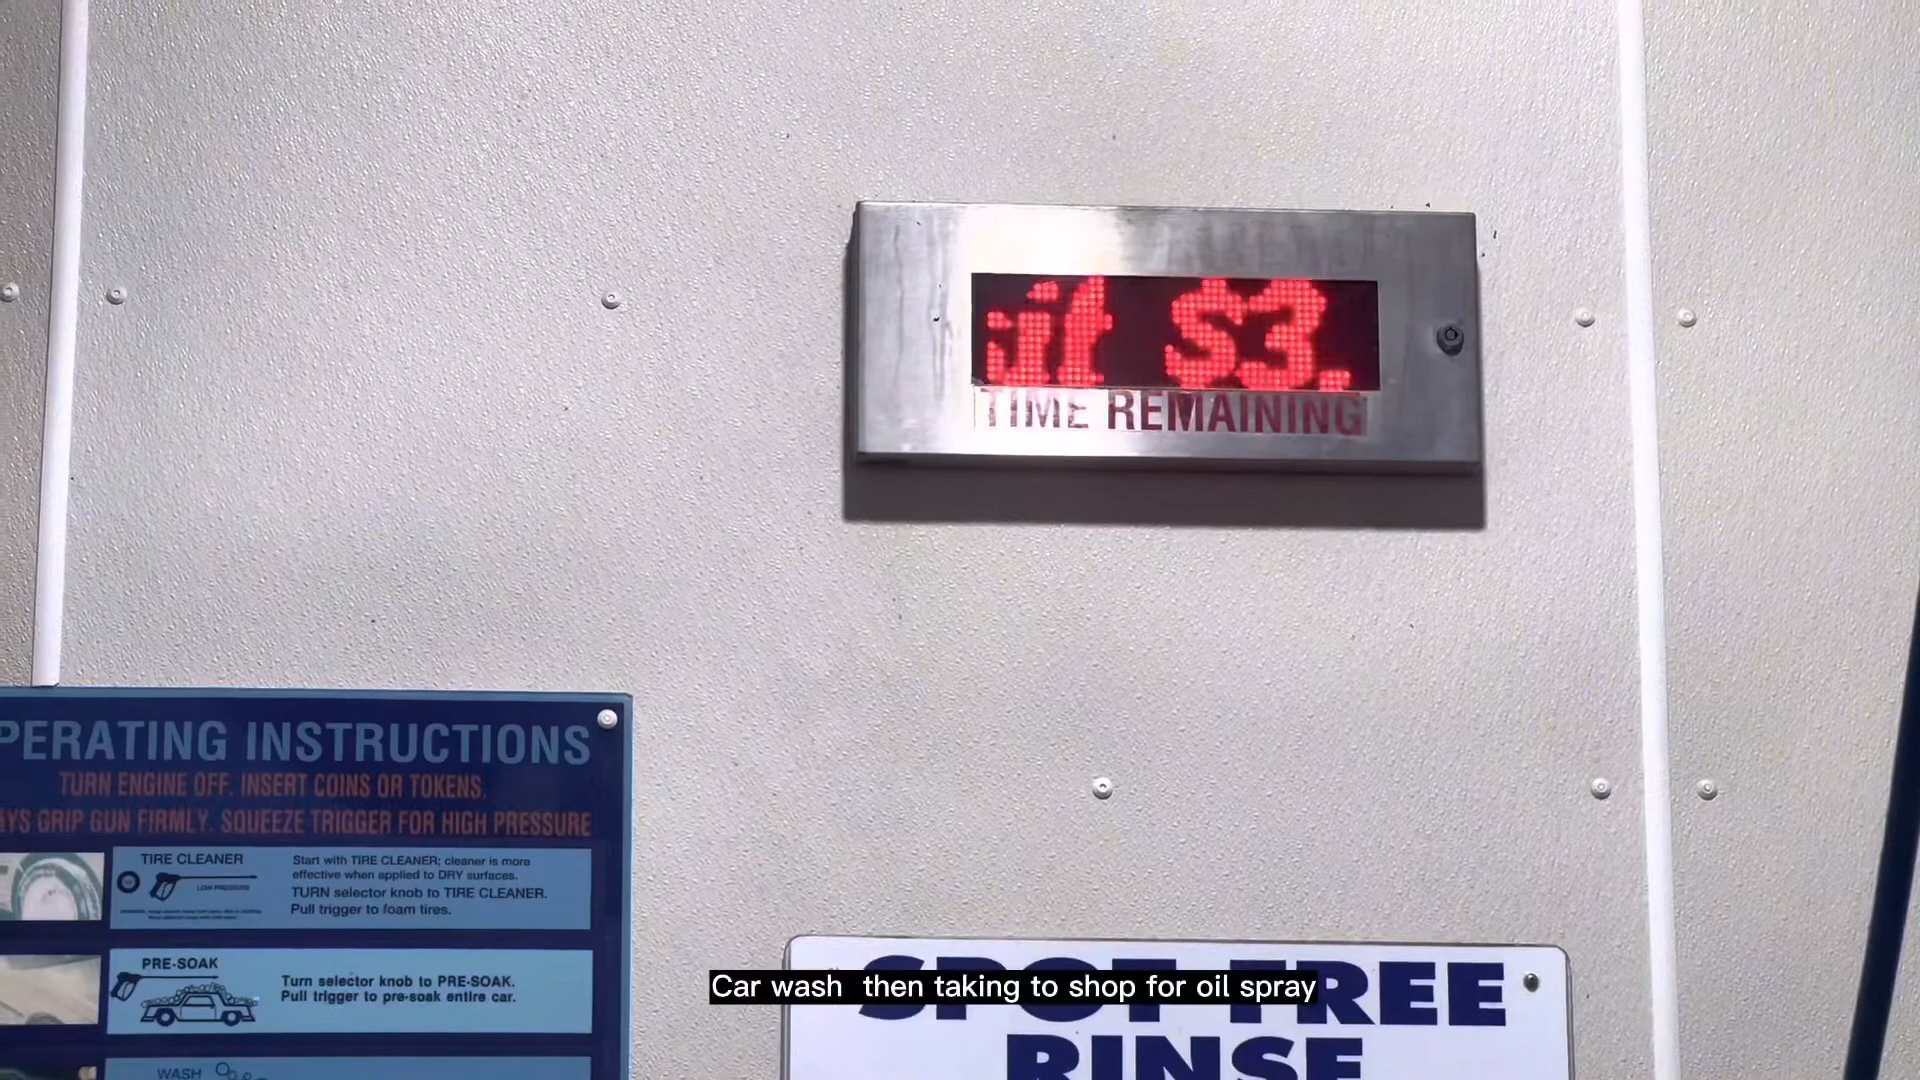 it $3.
TIME REMAINING
PERATING INSTRUCTIONS
TURN ENGINE OFF. INSERT COINS OR TOKENS.
AYS GRIP GUN FIRMLY. SQUEEZE TRIGGER FOR HIGH PRESSURE
TIRE CLEANER
LOW PRESSURE
Start with TIRE CLEANER; cleaner is more
effective when applied to DRY surfaces.
TURN selector knob to TIRE CLEANER.
Pull trigger to foam tires.
PRE-SOAK
Turn selector knob to PRE-SOAK.
Pull trigger to pre-soak entire car.
WASH
SPOT FREE
RINSE
Car wash then taking to shop for oil spray